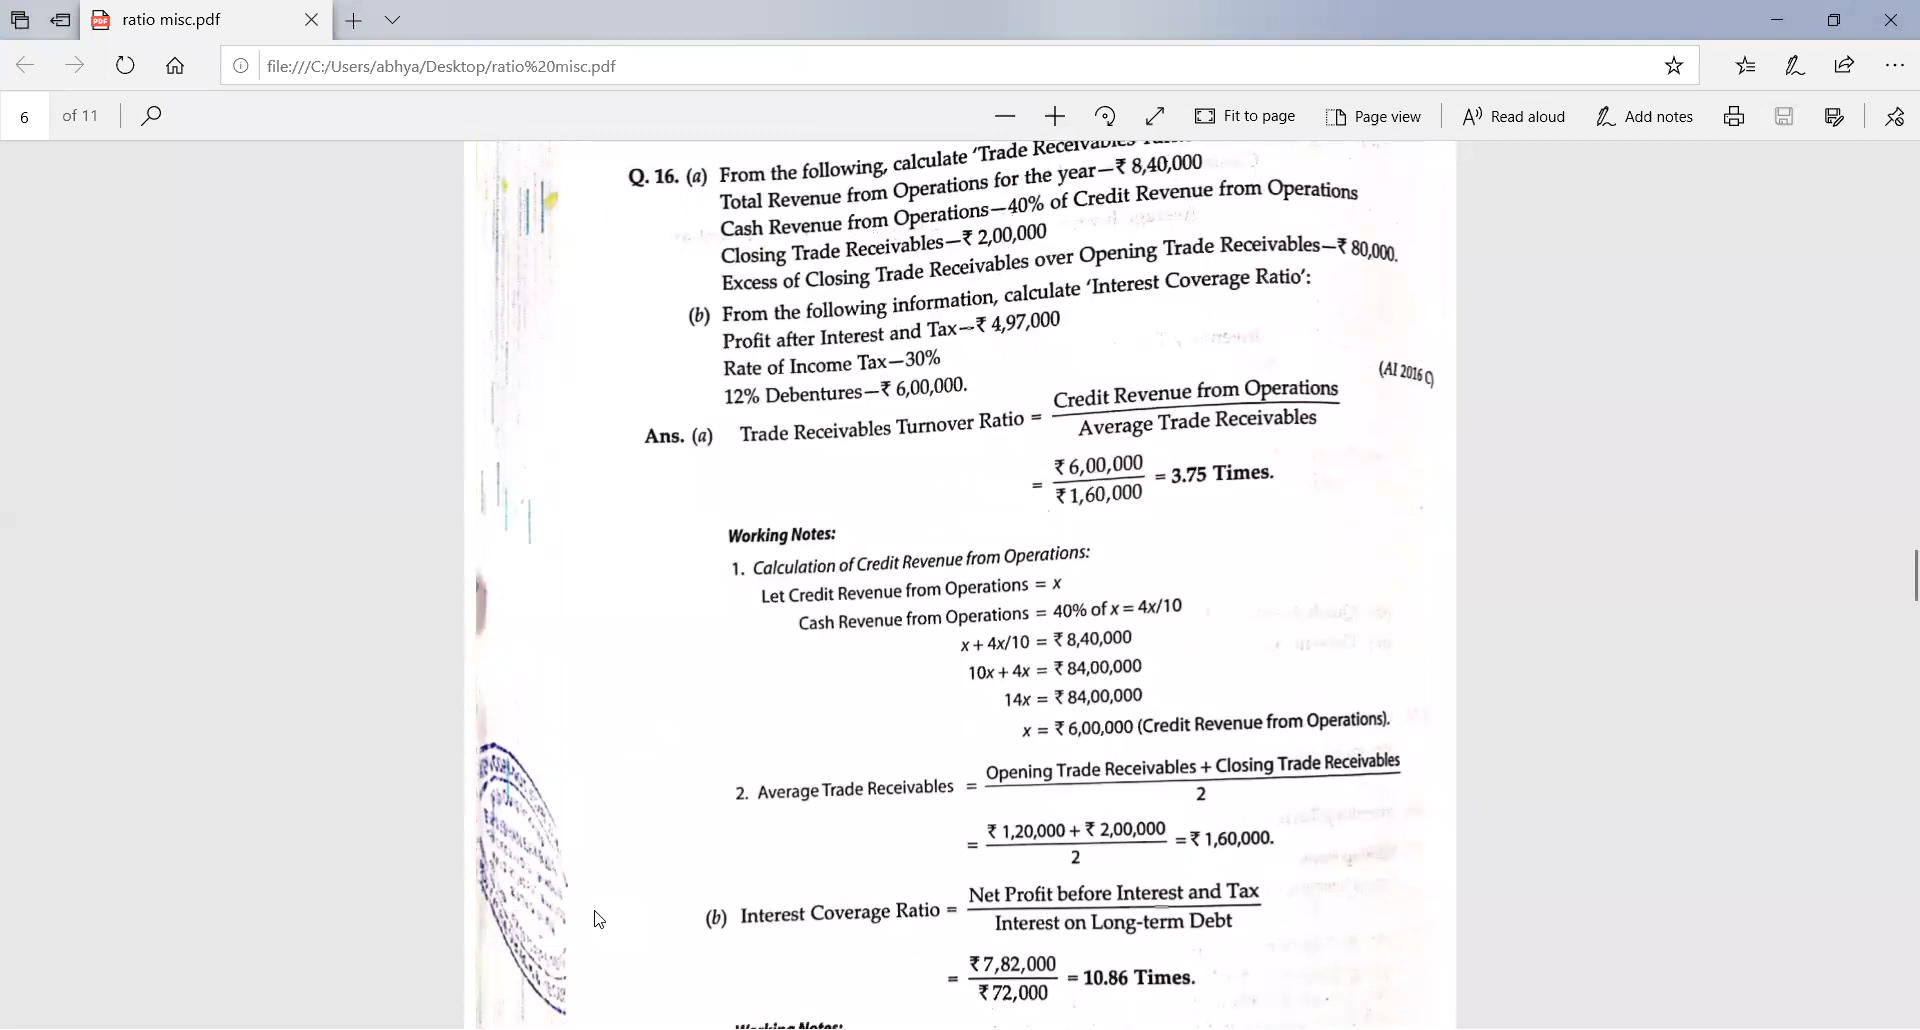 ratio misc.pdf
file:///C:/Users/abhya/Desktop/ratio%20misc.pdf
6 of 11
Fit to page
Page view
Read aloud
Add notes
Q. 16. (a) From the following, calculate ‘Trade Receivables
Total Revenue from Operations for the year—₹ 8,40,000
Cash Revenue from Operations—40% of Credit Revenue from Operations
Closing Trade Receivables—₹ 2,00,000
Excess of Closing Trade Receivables over Opening Trade Receivables—₹ 80,000.
(b) From the following information, calculate ‘Interest Coverage Ratio’:
Profit after Interest and Tax—₹ 4,97,000
Rate of Income Tax—30%
12% Debentures—₹ 6,00,000.
(AI 2016 C)
Ans. (a) Trade Receivables Turnover Ratio = Credit Revenue from Operations
Average Trade Receivables
= ₹ 6,00,000
₹ 1,60,000
= 3.75 Times.
Working Notes:
1. Calculation of Credit Revenue from Operations:
Let Credit Revenue from Operations = x
Cash Revenue from Operations = 40% of x = 4x/10
x + 4x/10 = ₹ 8,40,000
10x + 4x = ₹ 84,00,000
14x = ₹ 84,00,000
x = ₹ 6,00,000 (Credit Revenue from Operations).
2. Average Trade Receivables = Opening Trade Receivables + Closing Trade Receivables
2
= ₹ 1,20,000 + ₹ 2,00,000
2
= ₹ 1,60,000.
(b) Interest Coverage Ratio = Net Profit before Interest and Tax
Interest on Long-term Debt
= ₹ 7,82,000
₹ 72,000
= 10.86 Times.
Working Notes: